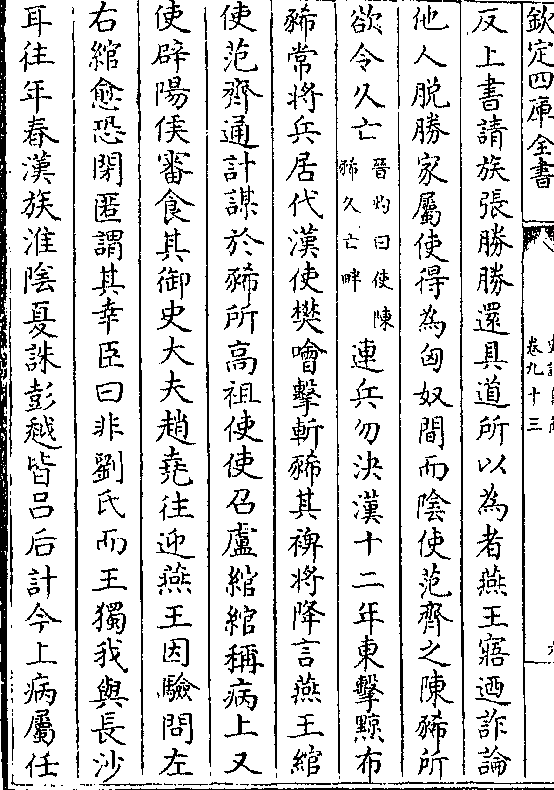 欽定四庫全書
卷九十三
反上書請族張勝勝還具道所以為者燕王寤迺詐論
他人脫勝家屬使得為匈奴間而陰使范齊之陳豨所
欲令久亡晉灼曰使陳豨久亡畔連兵勿決漢十二年東擊黥布
豨常將兵居代漢使樊噲擊斬豨其裨將降言燕王綰
使范齊通計謀於豨所高祖使使召盧綰綰稱病上又
使辟陽侯審食其御史大夫趙堯往迎燕王因驗問左
右綰愈恐閉匿謂其幸臣曰非劉氏而王獨我與長沙
耳往年春漢族淮陰夏誅彭越皆呂后計今上病屬任